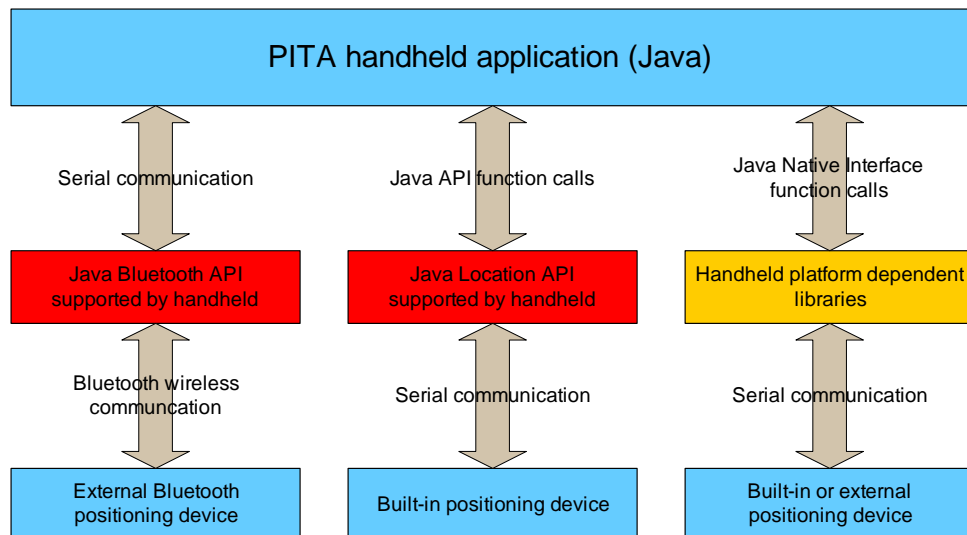 PITA handheld application (Java)
Serial communication
Java API function calls
Java Native Interface
function calls
Java Bluetooth API
supported by handheld
Java Location API
supported by handheld
Handheld platform dependent
libraries
Bluetooth wireless
communcation
Serial communication
Serial communication
External Bluetooth
positioning device
Built-in positioning device
Built-in or external
positioning device